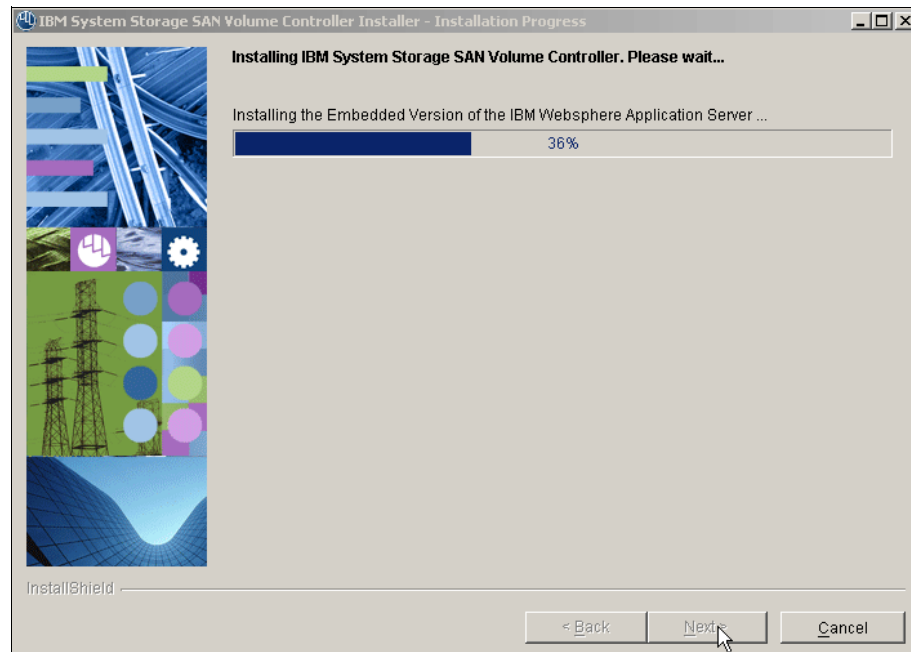 IBM System Storage SAN Volume Controller Installer - Installation Progress
Installing IBM System Storage SAN Volume Controller. Please wait...
Installing the Embedded Version of the IBM Websphere Application Server ...
36%
InstallShield
< Back
Next >
Cancel